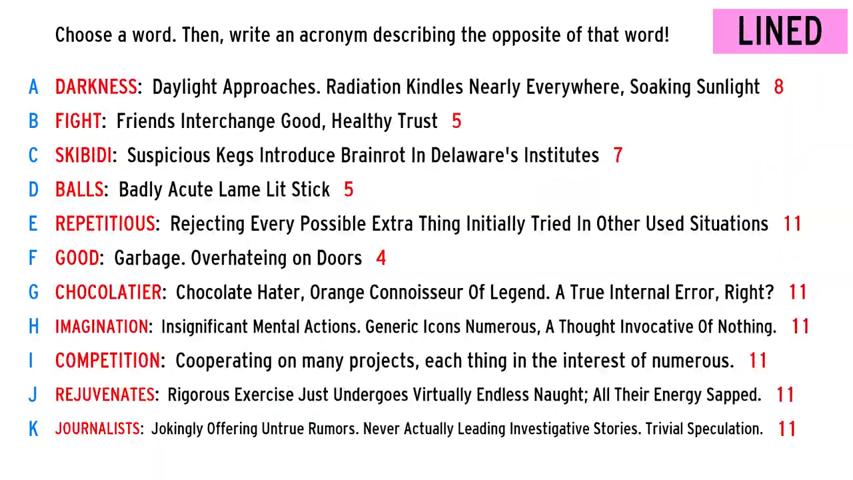 Choose a word. Then, write an acronym describing the opposite of that word!
LINED
A DARKNESS: Daylight Approaches. Radiation Kindles Nearly Everywhere, Soaking Sunlight 8
B FIGHT: Friends Interchange Good, Healthy Trust 5
C SKIBIDI: Suspicious Kegs Introduce Brainrot In Delaware's Institutes 7
D BALLS: Badly Acute Lame Lit Stick 5
E REPETITIOUS: Rejecting Every Possible Extra Thing Initially Tried In Other Used Situations 11
F GOOD: Garbage. Overhateing on Doors 4
G CHOCOLATIER: Chocolate Hater, Orange Connoisseur Of Legend. A True Internal Error, Right? 11
H IMAGINATION: Insignificant Mental Actions. Generic Icons Numerous, A Thought Invocative Of Nothing. 11
I COMPETITION: Cooperating on many projects, each thing in the interest of numerous. 11
J REJUVENATES: Rigorous Exercise Just Undergoes Virtually Endless Naught; All Their Energy Sapped. 11
K JOURNALISTS: Jokingly Offering Untrue Rumors. Never Actually Leading Investigative Stories. Trivial Speculation. 11